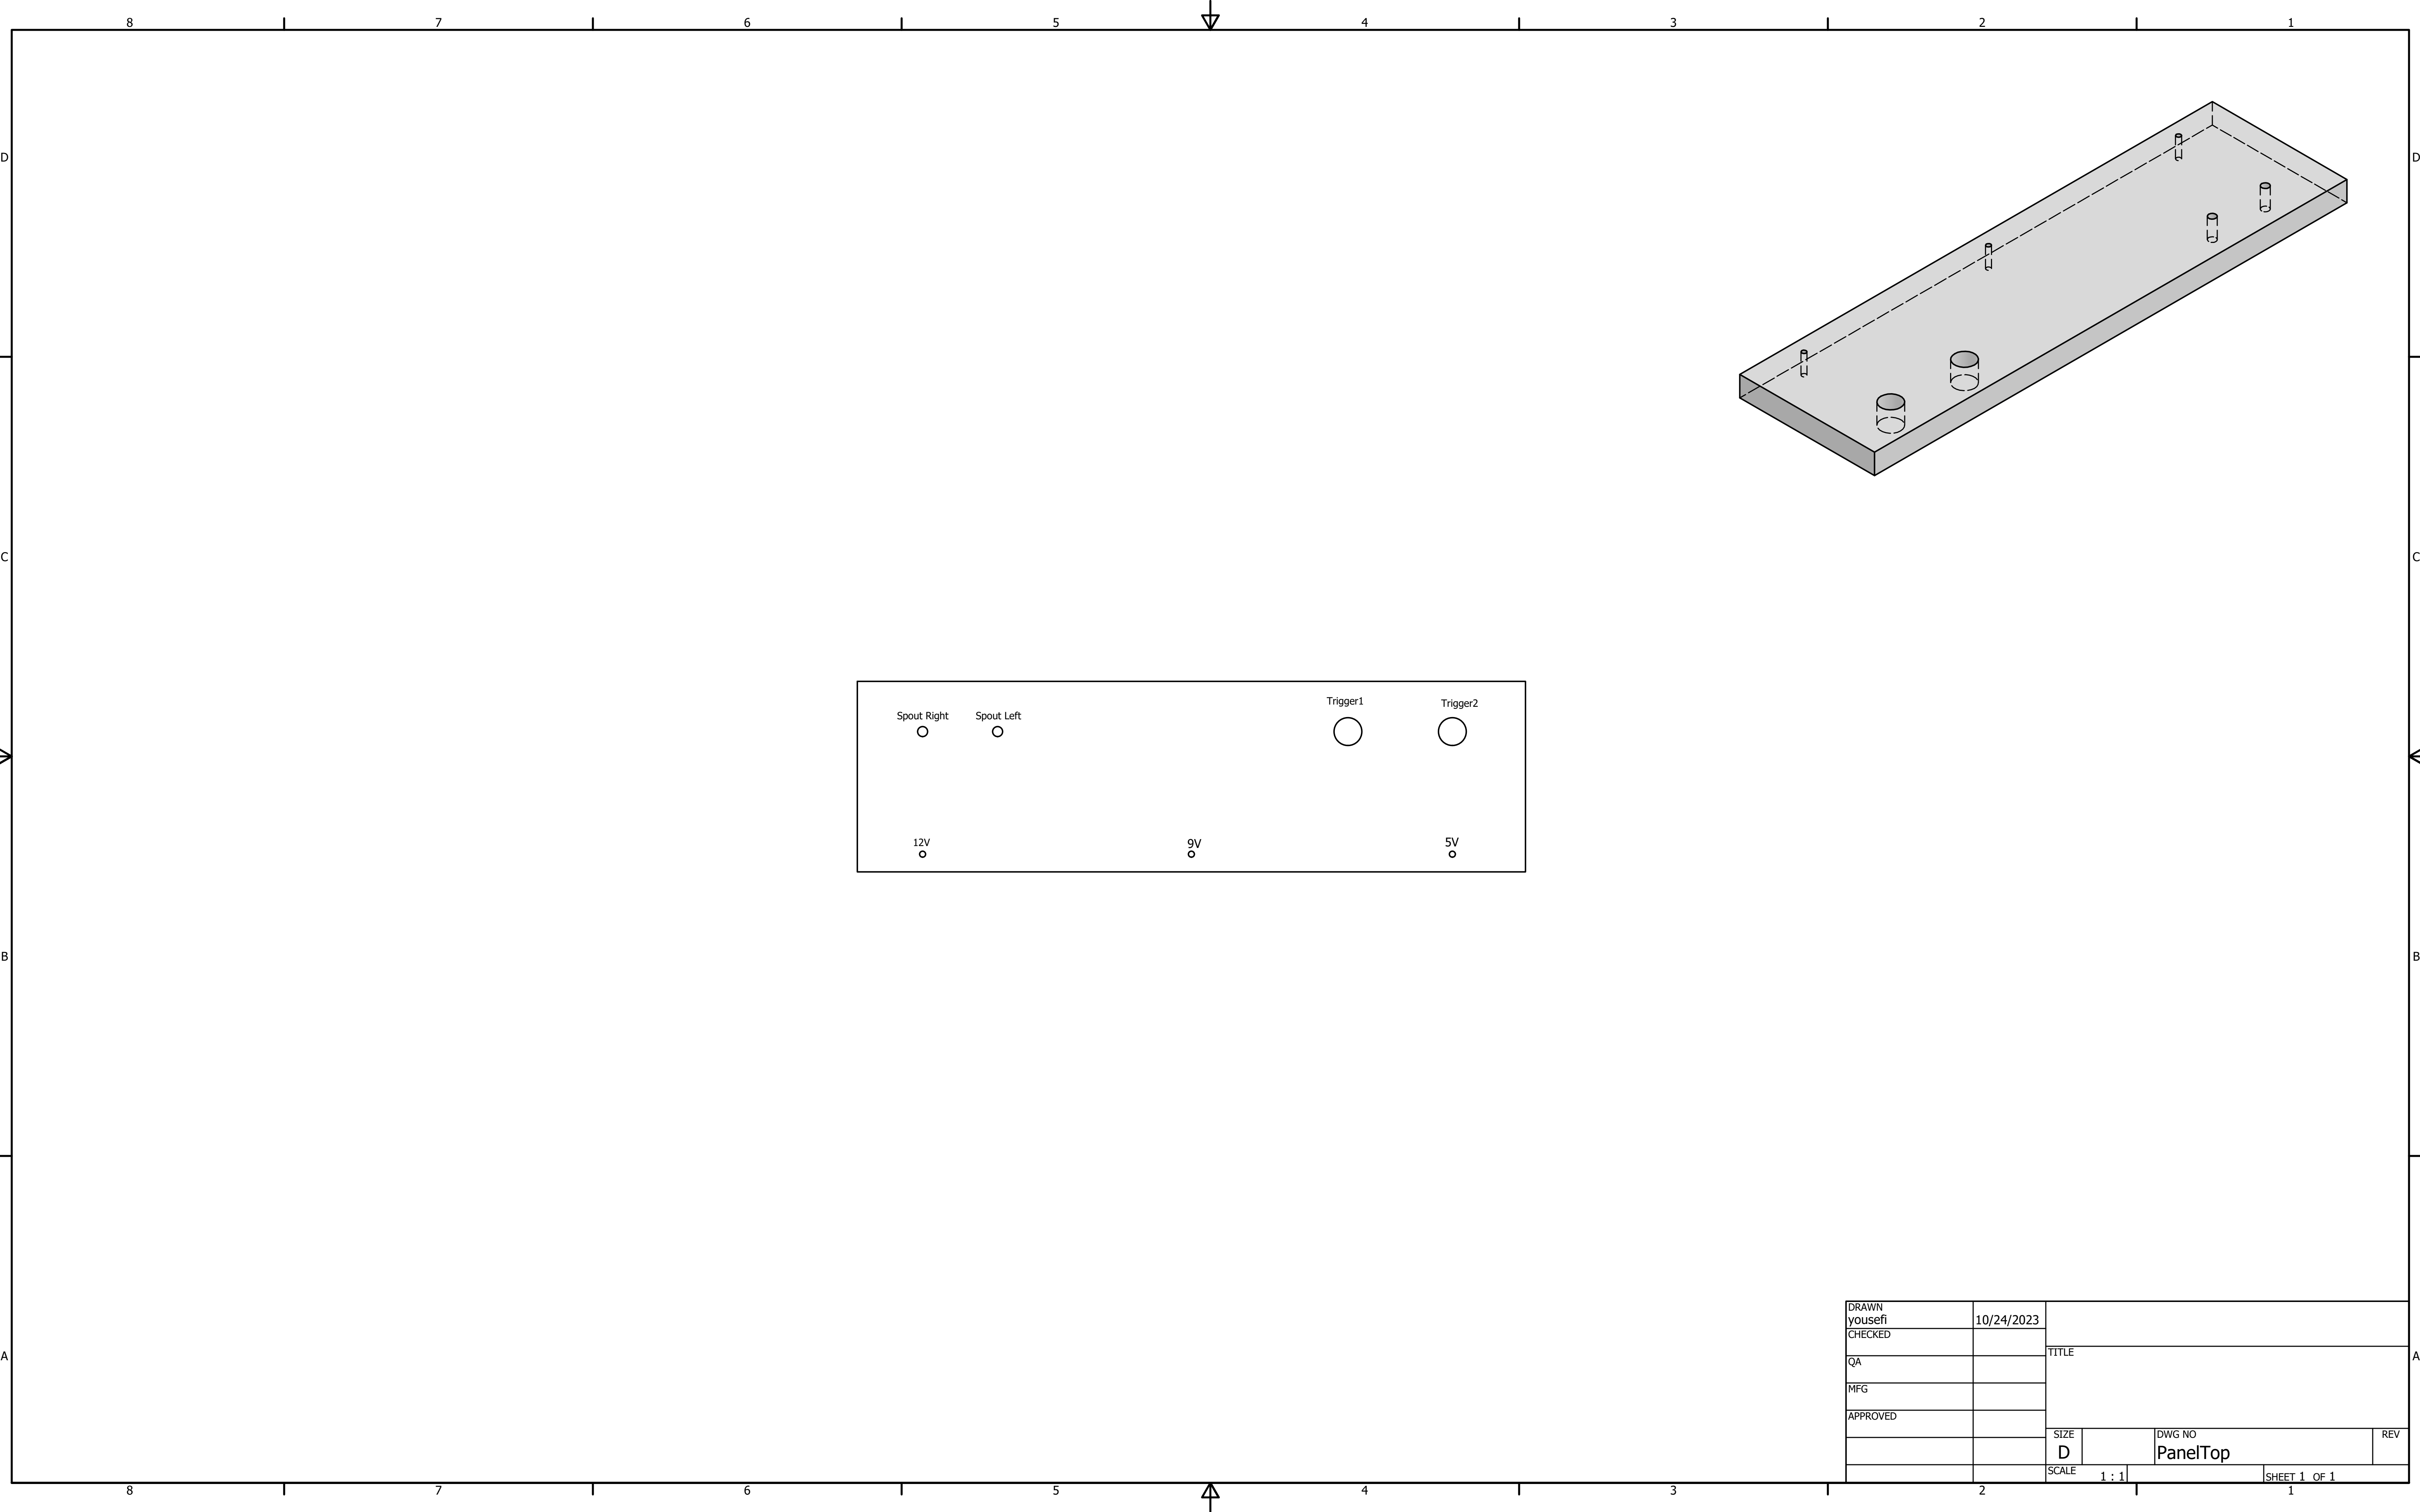 8 7 6 5 4 3 2 1
D D
C C
Trigger1 Trigger2
Spout Right Spout Left
12V 9V 5V
B B
DRAWN
yousefi 10/24/2023
CHECKED
TITLE
A A
QA
MFG
APPROVED
SIZE DWG NO REV
D PanelTop
SCALE 1 : 1 SHEET 1 OF 1
8 7 6 5 4 3 2 1